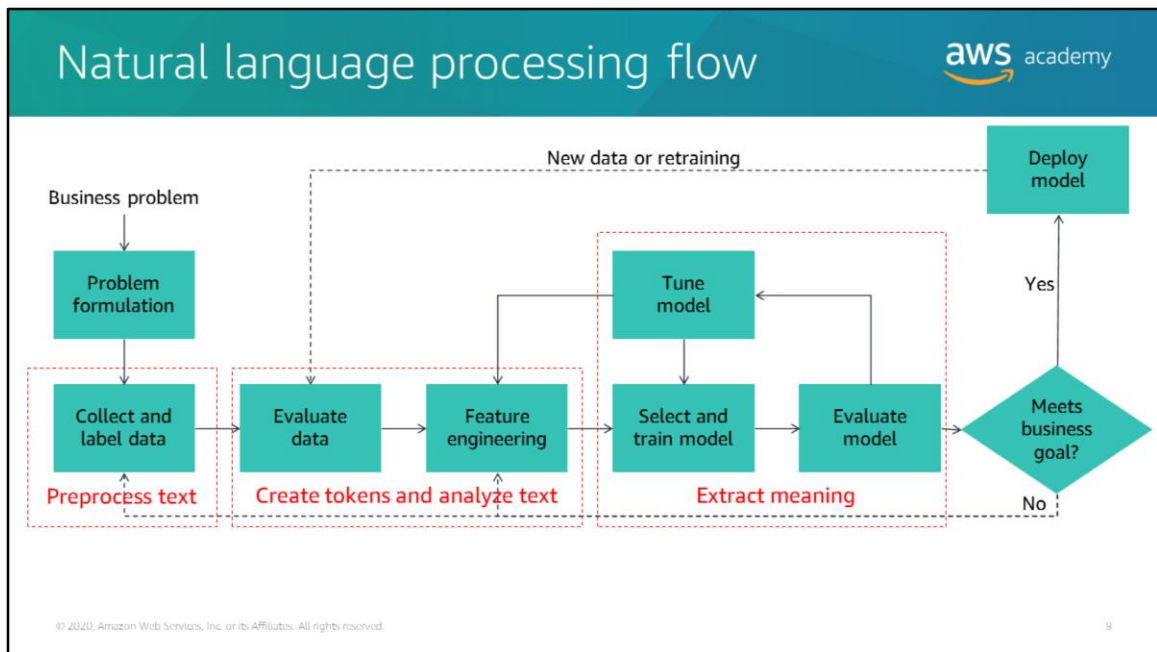 Natural language processing flow
aws academy
New data or retraining
Deploy
model
Business problem
Problem
formulation
Tune
model
Yes
Collect and
label data
Evaluate
data
Feature
engineering
Select and
train model
Evaluate
model
Meets
business
goal?
Preprocess text
Create tokens and analyze text
Extract meaning
No
© 2020, Amazon Web Services, Inc. or its Affiliates. All rights reserved.
9